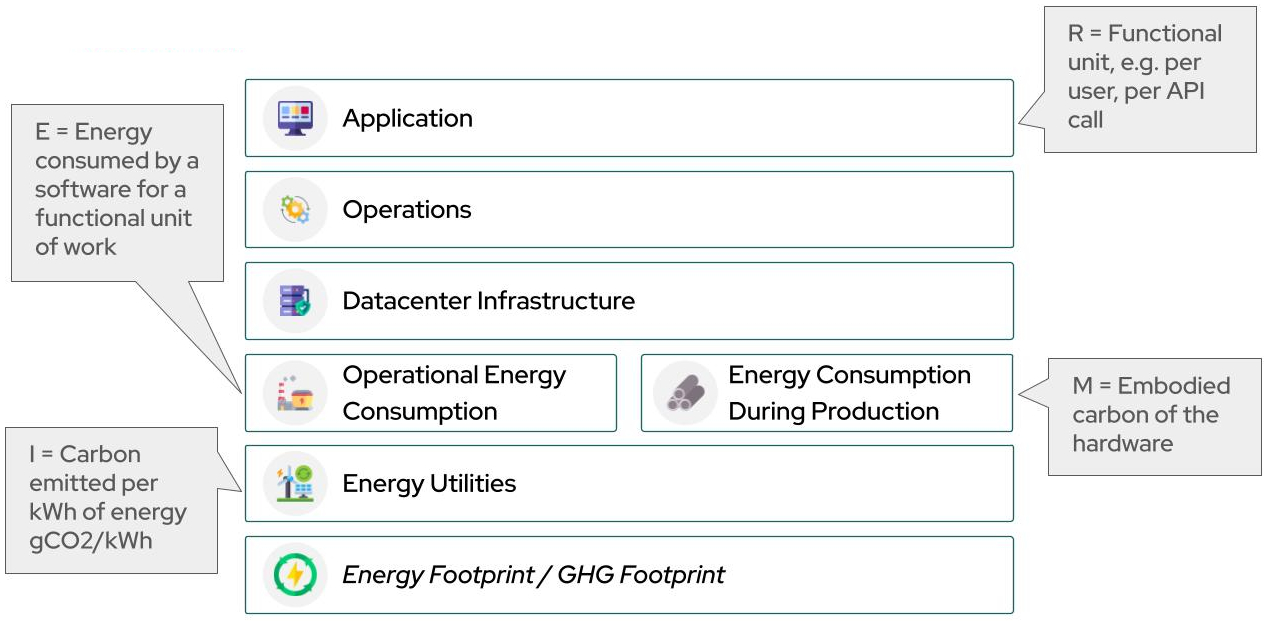 R = Functional
unit, e.g. per
user, per API
call
Application
E = Energy
consumed by a
software for a
functional unit
of work
Operations
Datacenter Infrastructure
Operational Energy
Consumption
Energy Consumption
During Production
M = Embodied
carbon of the
hardware
I = Carbon
emitted per
kWh of energy
gCO2/kWh
Energy Utilities
Energy Footprint / GHG Footprint